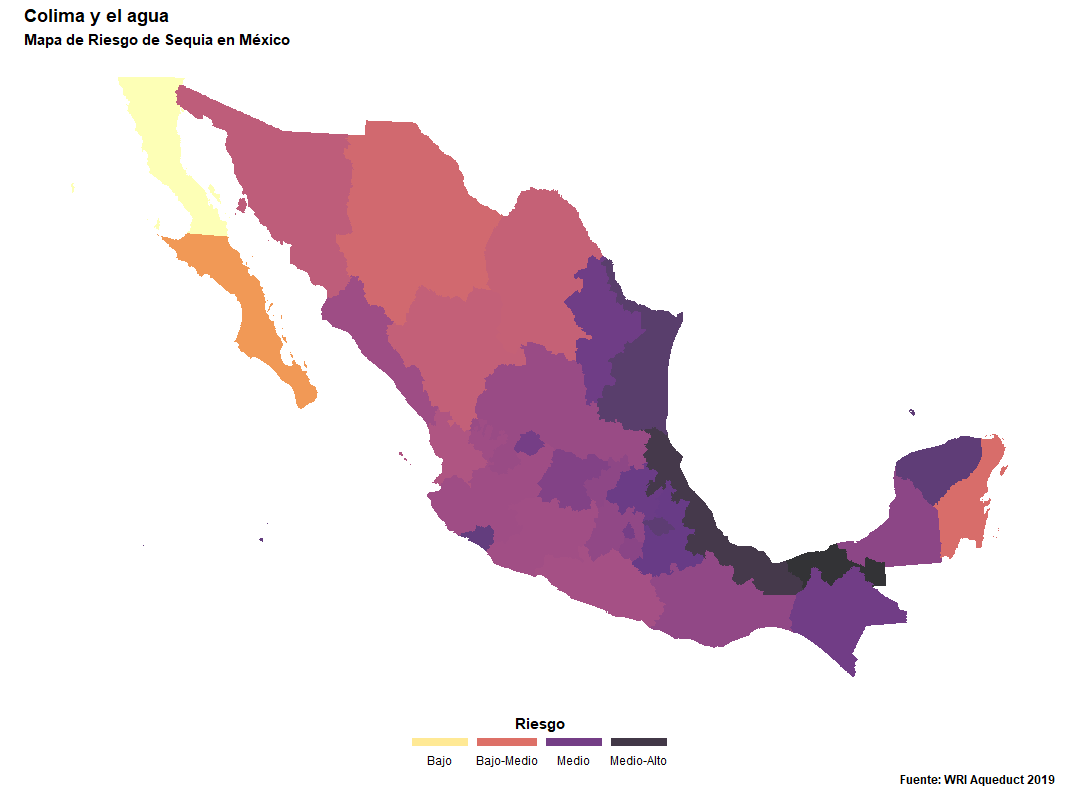 Colima y el agua
Mapa de Riesgo de Sequia en México
Riesgo
Bajo Bajo-Medio Medio Medio-Alto
Fuente: WRI Aqueduct 2019